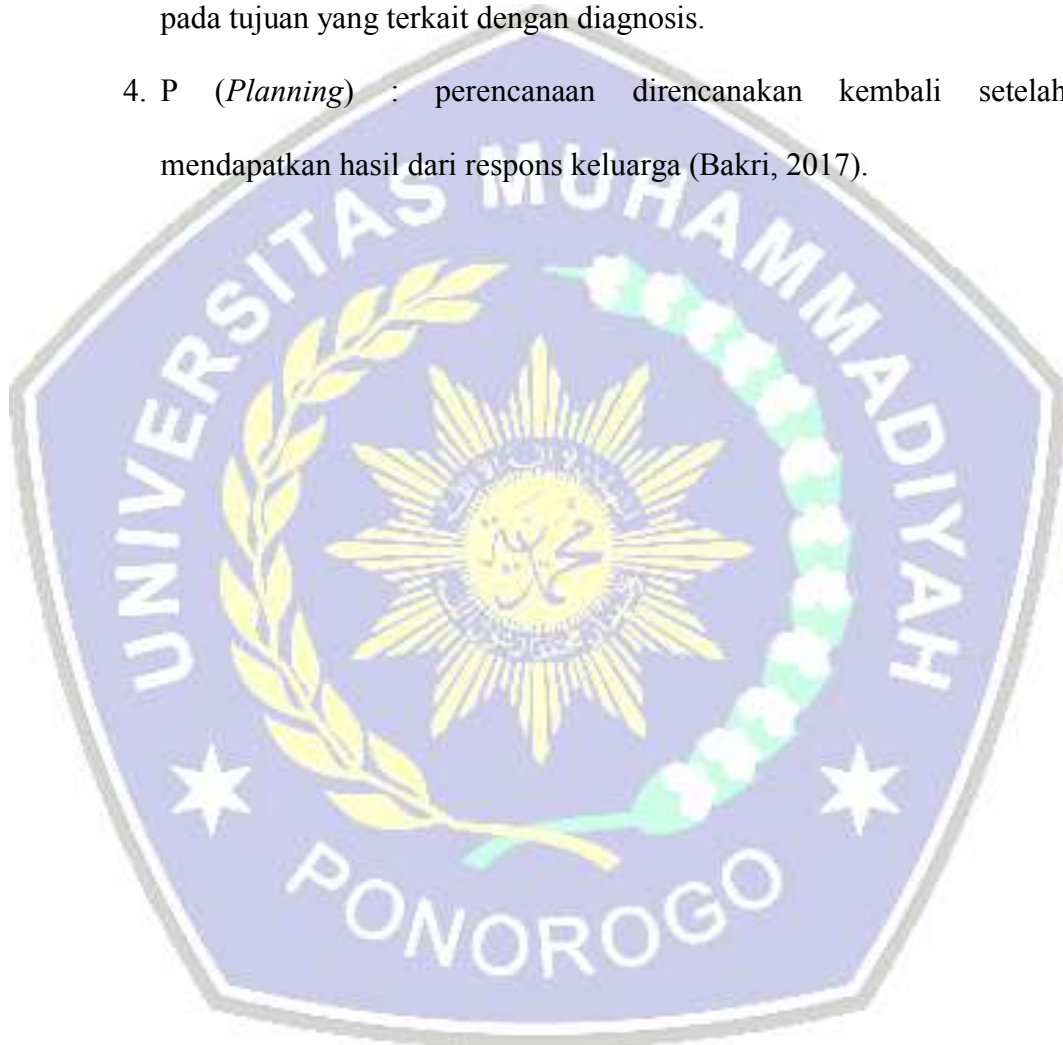 pada tujuan yang terkait dengan diagnosis.
4. P (Planning) : perencanaan direncanakan kembali setelah
mendapatkan hasil dari respons keluarga (Bakri, 2017).
UNIVERSITAS MUHAMMADIYAH
PONOROGO